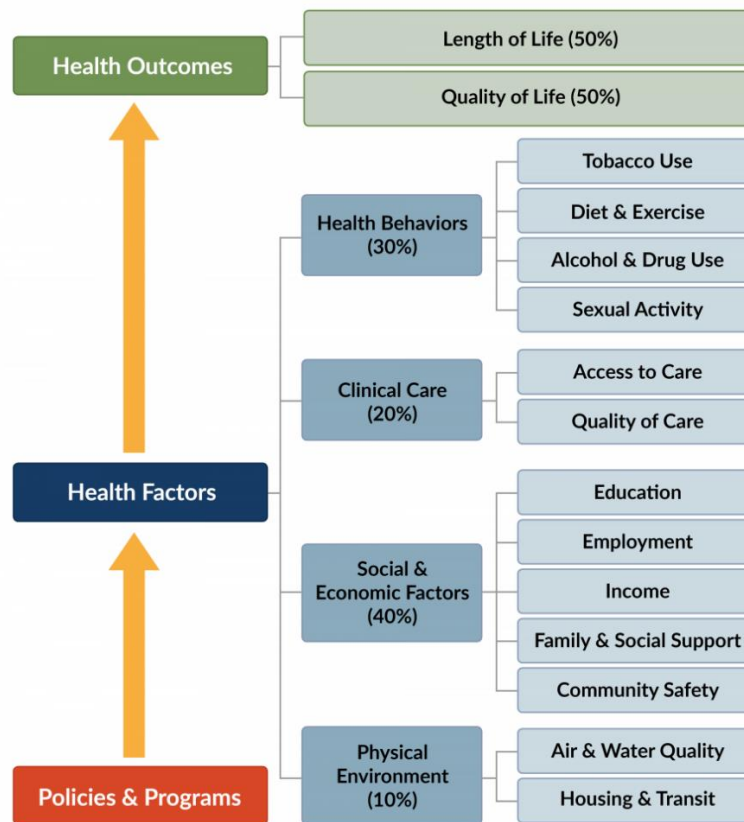 Health Outcomes
Length of Life (50%)
Quality of Life (50%)
Health Factors
Health Behaviors
(30%)
Tobacco Use
Diet & Exercise
Alcohol & Drug Use
Sexual Activity
Clinical Care
(20%)
Access to Care
Quality of Care
Social &
Economic Factors
(40%)
Education
Employment
Income
Family & Social Support
Community Safety
Physical
Environment
(10%)
Air & Water Quality
Housing & Transit
Policies & Programs